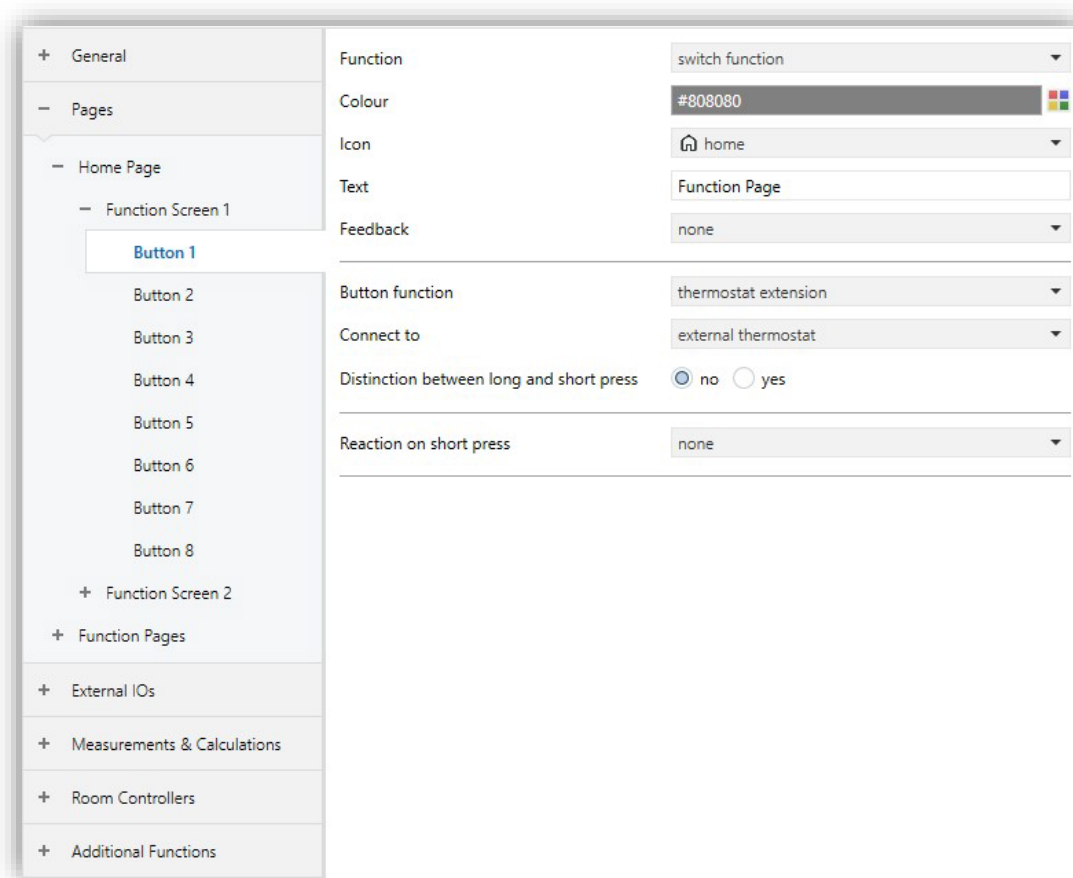 General
Pages
Home Page
Function Screen 1
Button 1
Button 2
Button 3
Button 4
Button 5
Button 6
Button 7
Button 8
Function Screen 2
Function Pages
External IOs
Measurements & Calculations
Room Controllers
Additional Functions
Function switch function
Colour #808080
Icon home
Text Function Page
Feedback none
Button function thermostat extension
Connect to external thermostat
Distinction between long and short press no yes
Reaction on short press none